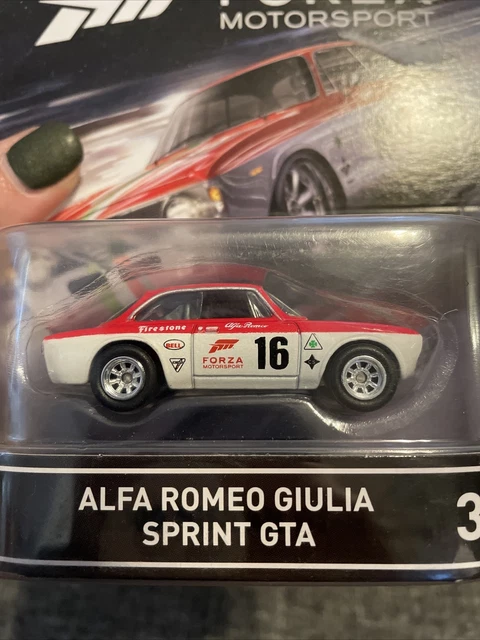 MOTORSPORT
Firestone
Alfa Romeo
BELL
FORZA
MOTORSPORT
16
ALFA ROMEO GIULIA
SPRINT GTA
3